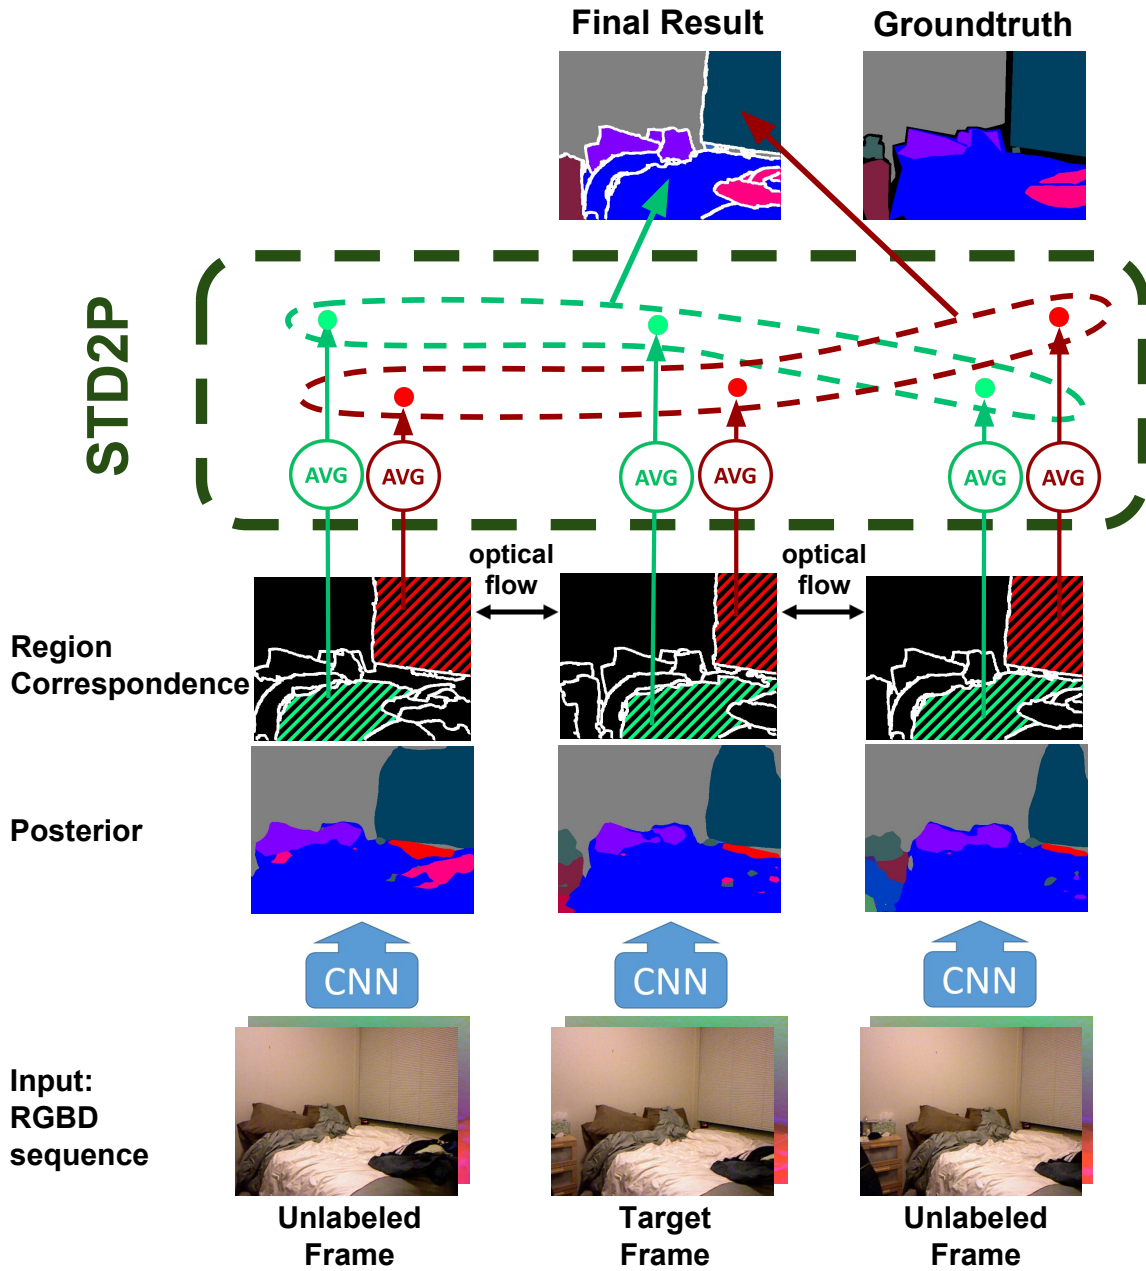 Final Result
Groundtruth
STD2P
AVG
AVG
AVG
AVG
AVG
AVG
optical
flow
optical
flow
Region
Correspondence
Posterior
CNN
CNN
CNN
Input:
RGBD
sequence
Unlabeled
Frame
Target
Frame
Unlabeled
Frame